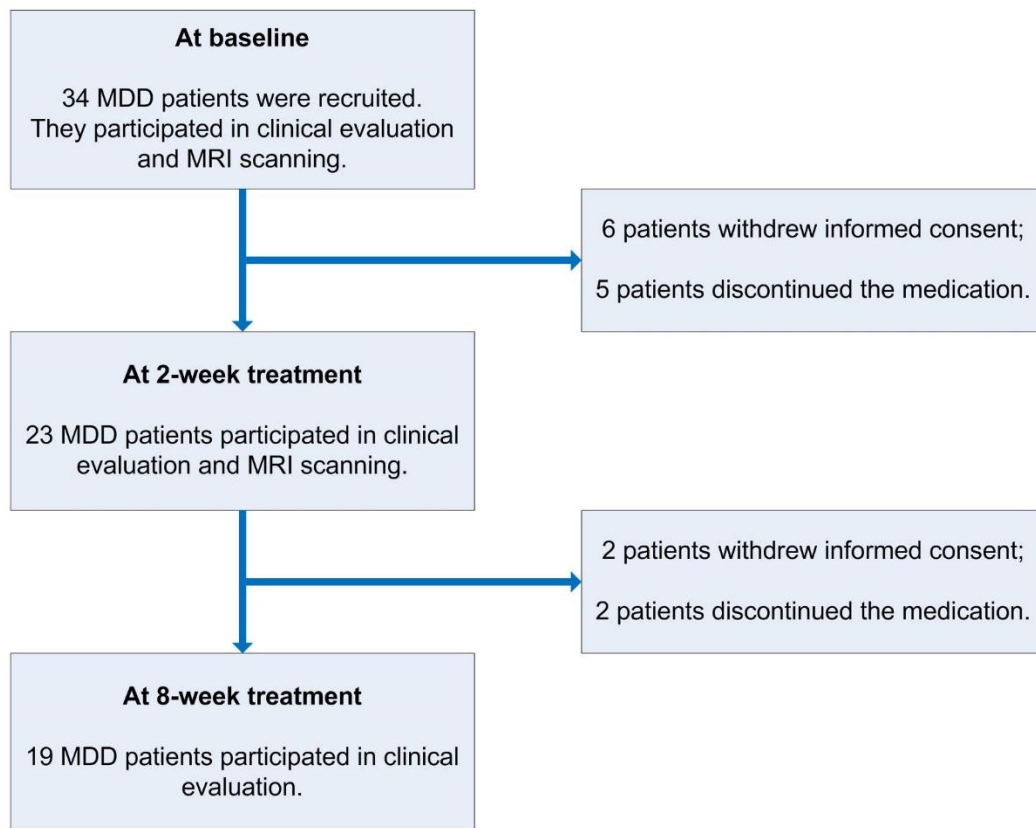 At baseline
34 MDD patients were recruited.
They participated in clinical evaluation
and MRI scanning.
6 patients withdrew informed consent;
5 patients discontinued the medication.
At 2-week treatment
23 MDD patients participated in clinical
evaluation and MRI scanning.
2 patients withdrew informed consent;
2 patients discontinued the medication.
At 8-week treatment
19 MDD patients participated in clinical
evaluation.